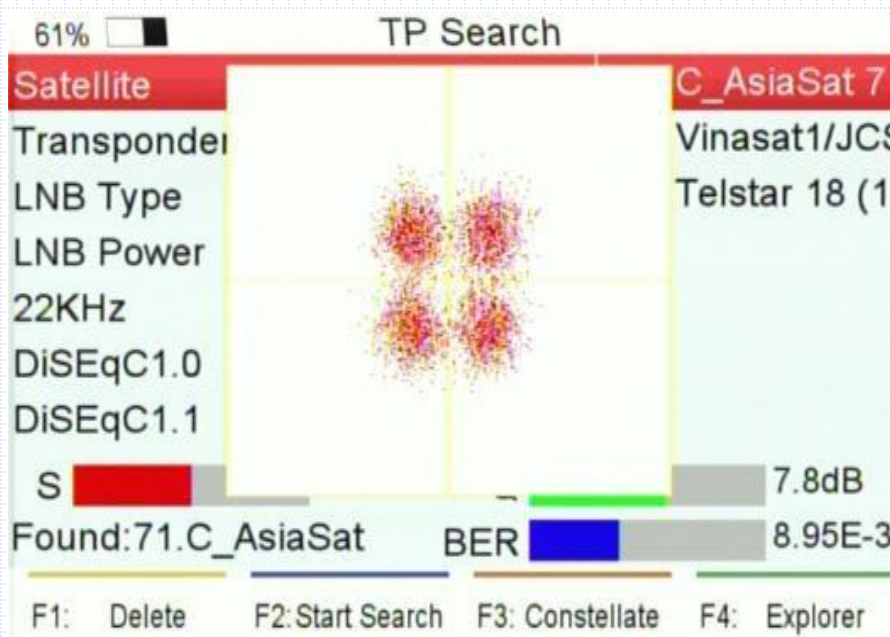 61% TP Search
Satellite C_AsiaSat 7
Transponder Vinasat1/JCS
LNB Type Telstar 18 (1
LNB Power
22KHz
DiSEqC1.0
DiSEqC1.1
S 7.8dB
Found:71.C_AsiaSat BER 8.95E-3
F1: Delete F2:Start Search F3: Constellate F4: Explorer